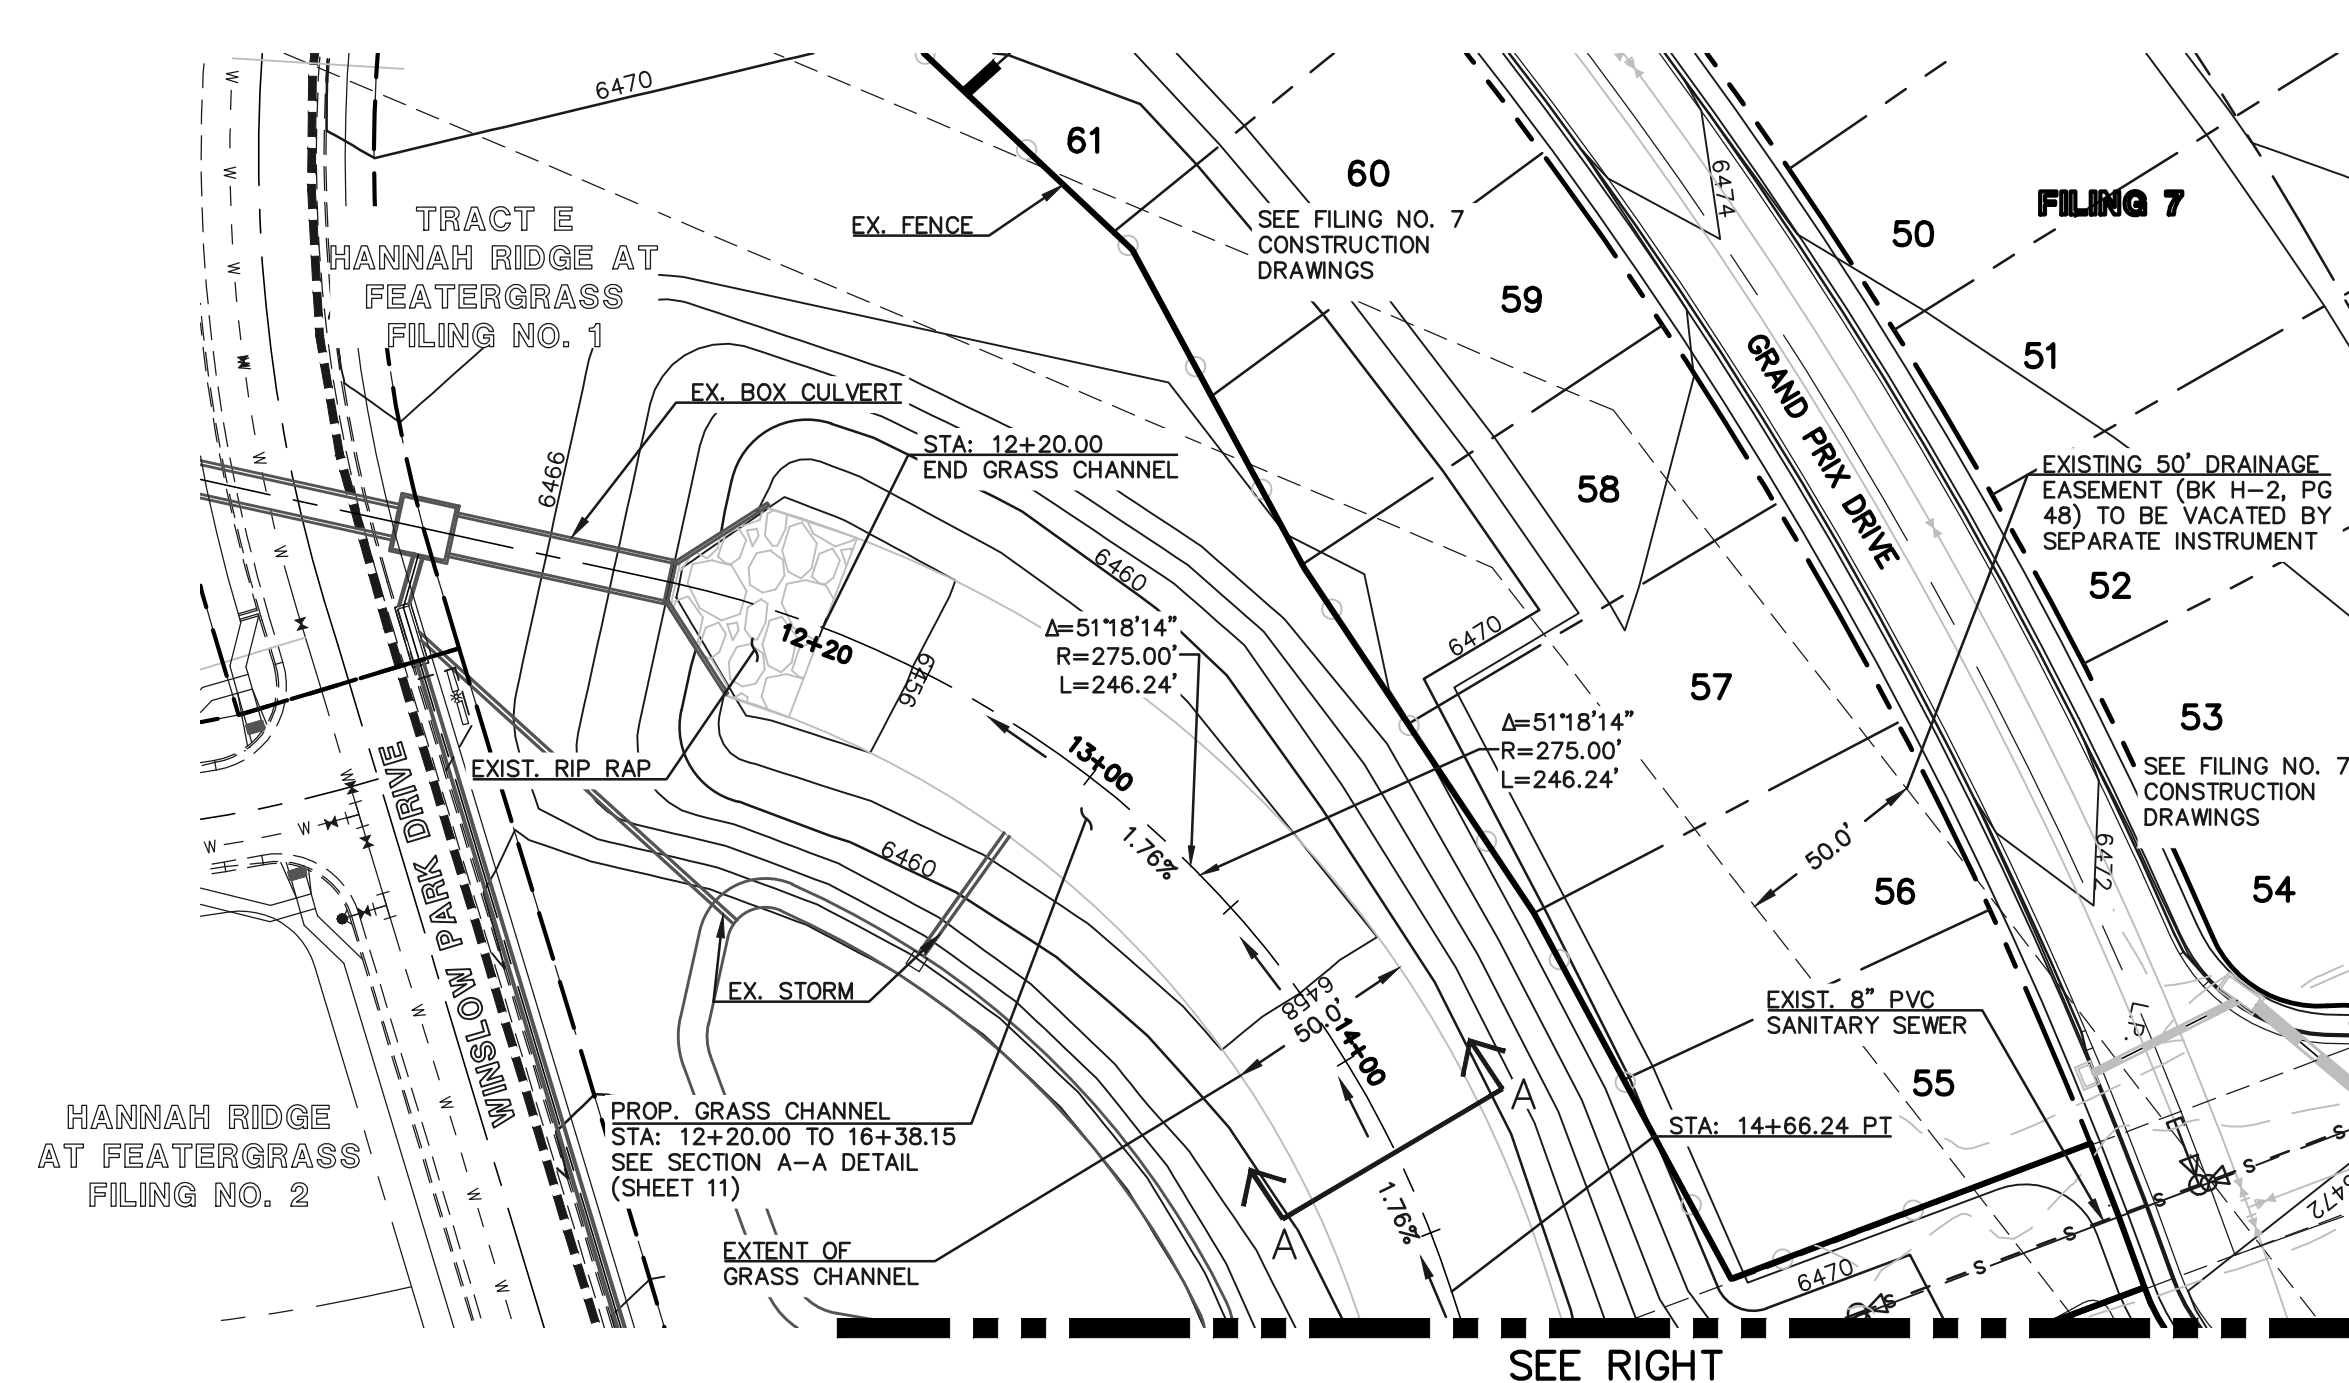 6470
61
60
6474
FILING 7
50
TRACT E
HANNAH RIDGE AT
FEATERGRASS
FILING NO. 1
EX. FENCE
SEE FILING NO. 7
CONSTRUCTION
DRAWINGS
59
51
GRAND PRIX DRIVE
EX. BOX CULVERT
STA: 12+20.00
END GRASS CHANNEL
6466
58
EXISTING 50' DRAINAGE
EASEMENT (BK H-2, PG
48) TO BE VACATED BY
SEPARATE INSTRUMENT
6460
52
Δ=51°18'14"
R=275.00'
L=246.24'
6470
12+20
6456
57
53
Δ=51°18'14"
R=275.00'
L=246.24'
13+00
EXIST. RIP RAP
SEE FILING NO. 7
CONSTRUCTION
DRAWINGS
WINSLOW PARK DRIVE
1.76%
50.0'
6472
6460
56
54
EX. STORM
6458
50.0'
14+00
EXIST. 8" PVC
SANITARY SEWER
L.P.
55
A
HANNAH RIDGE
AT FEATERGRASS
FILING NO. 2
PROP. GRASS CHANNEL
STA: 12+20.00 TO 16+38.15
SEE SECTION A-A DETAIL
(SHEET 11)
STA: 14+66.24 PT
1.76%
A
6472
EXTENT OF
GRASS CHANNEL
6470
SEE RIGHT